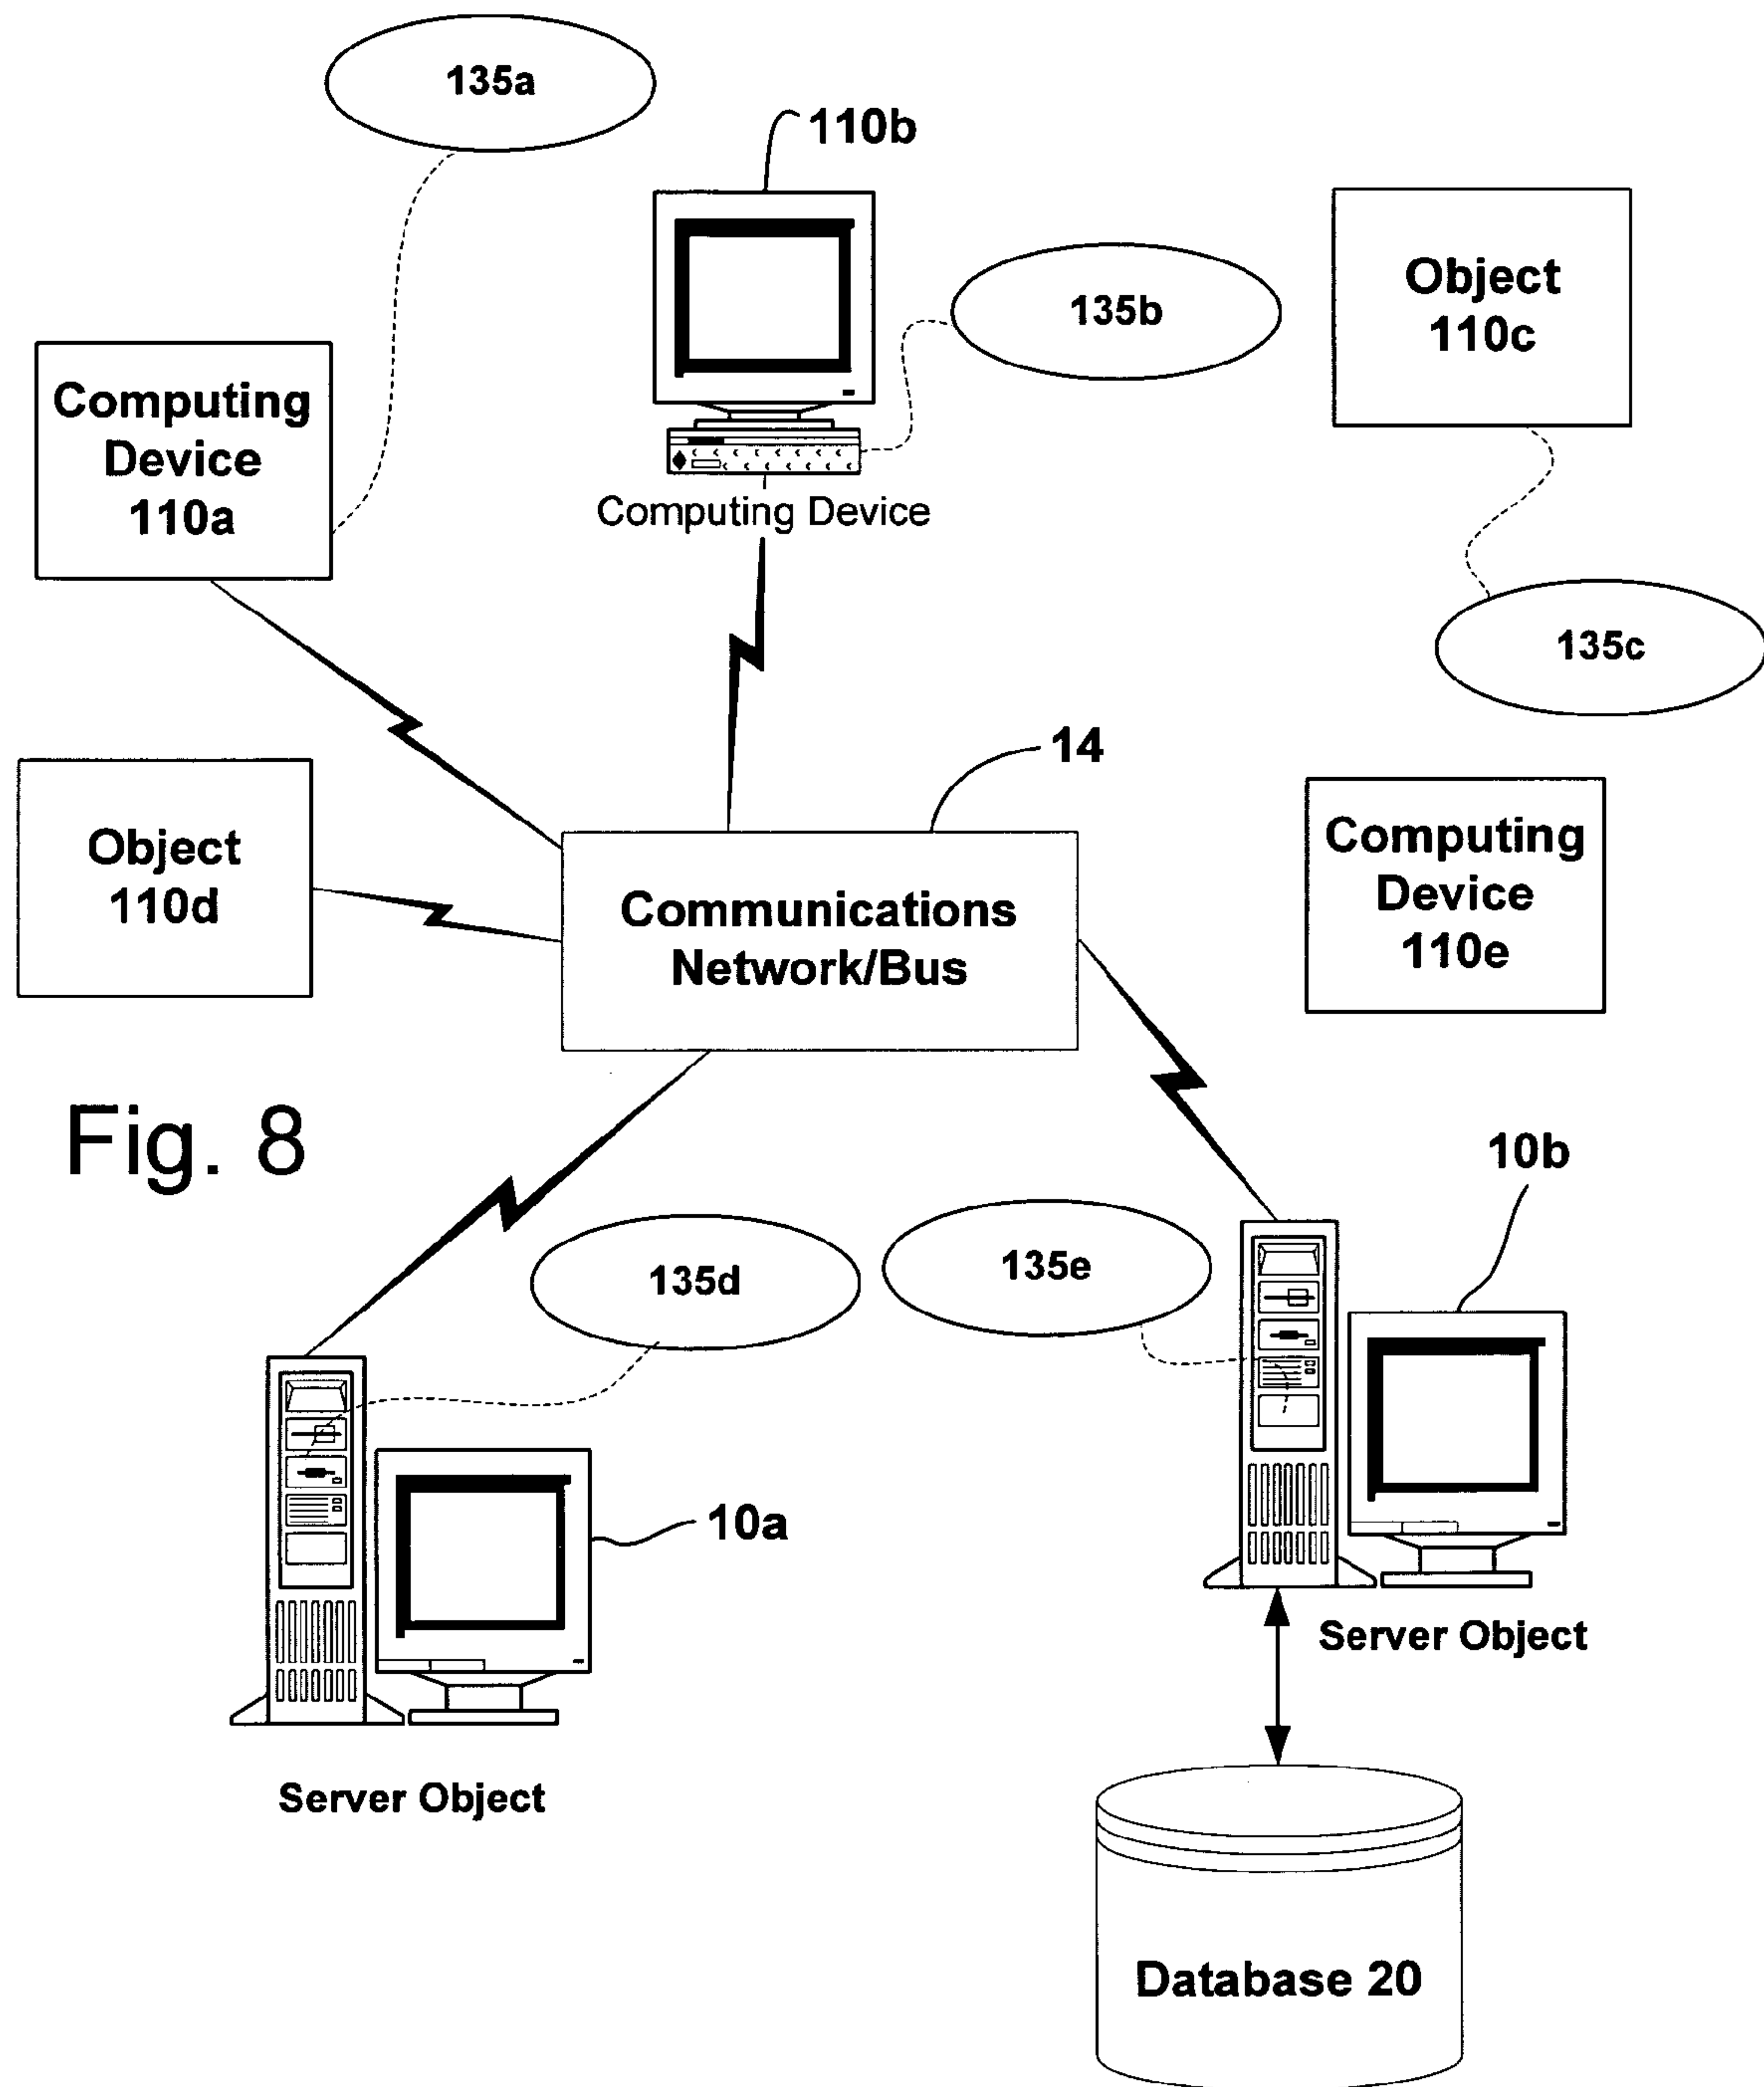 135a
110b
135b
Object
110c
Computing
Device
110a
Computing Device
135c
14
Object
110d
Communications
Network/Bus
Computing
Device
110e
Fig. 8
10b
135d
135e
10a
Server Object
Server Object
Database 20